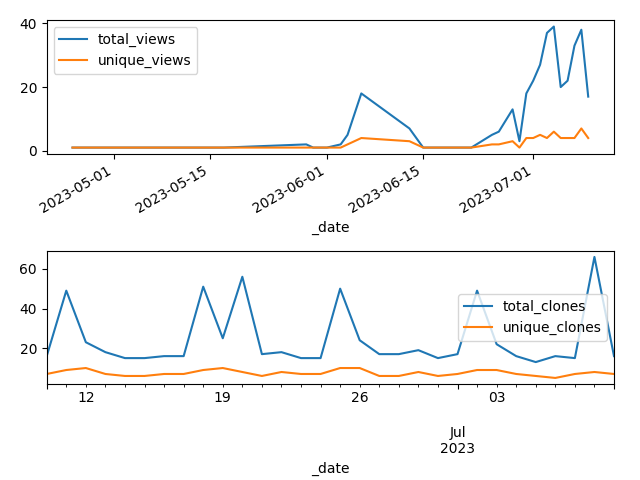 40
20
0
total_views
unique_views
2023-05-01
2023-05-15
2023-06-01
2023-06-15
2023-07-01
_date
60
40
20
total_clones
unique_clones
12
19
26
03
Jul
2023
_date